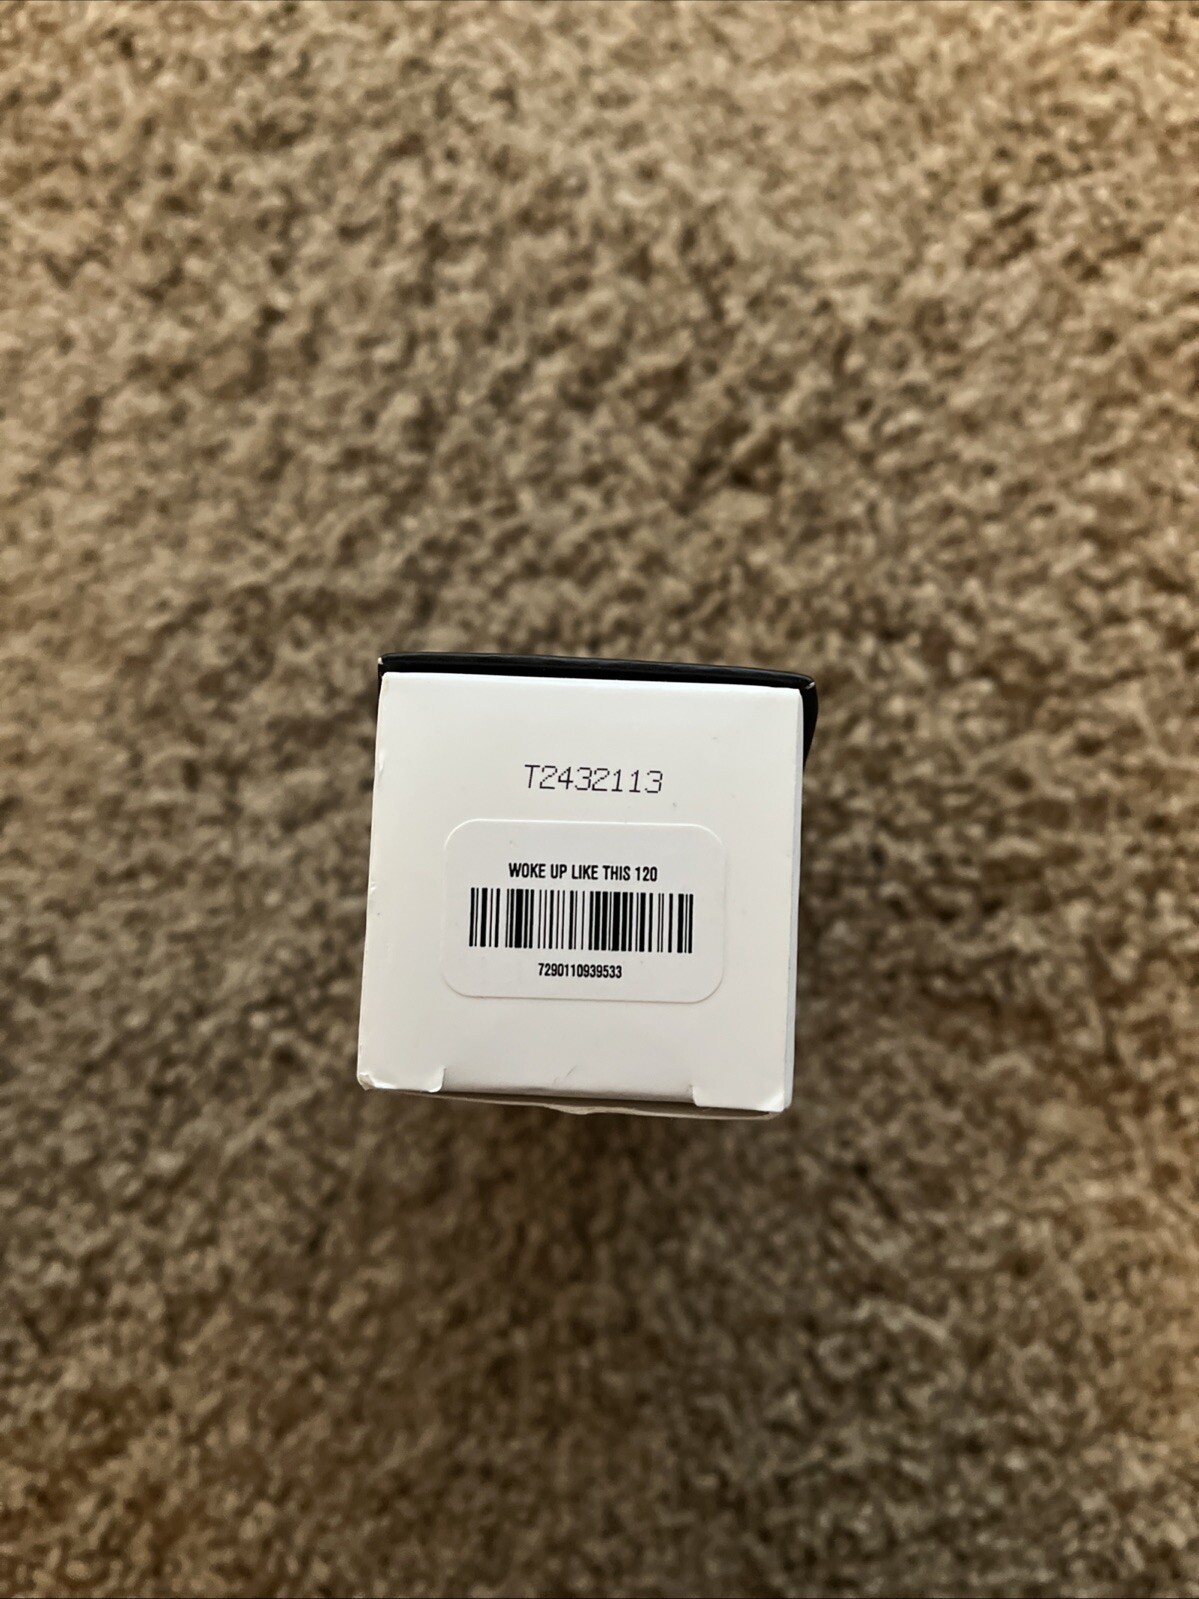 T2432113
WOKE UP LIKE THIS 120
7290110939533